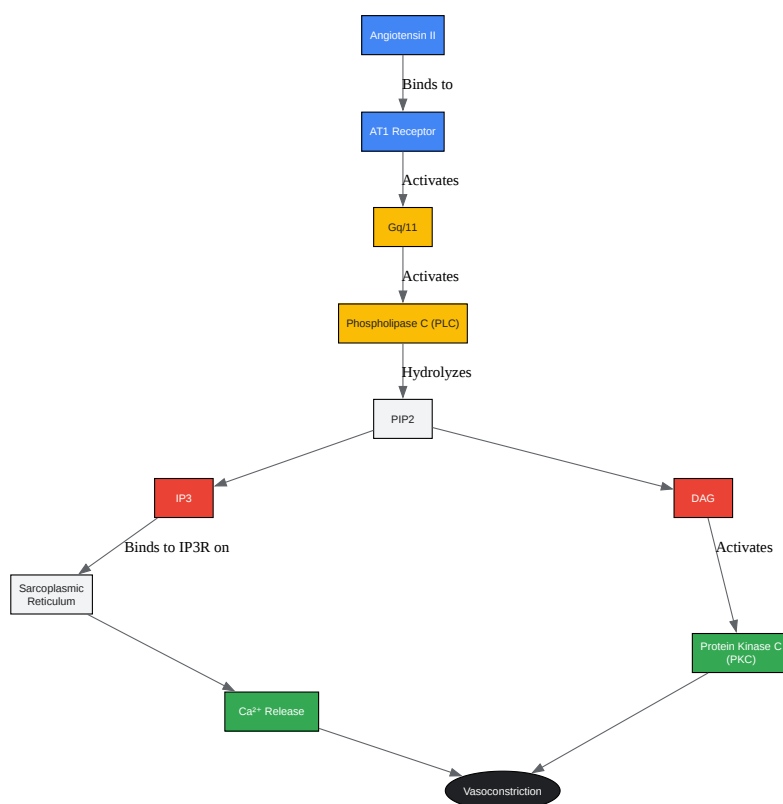 Angiotensin II
Binds to
AT1 Receptor
Activates
Gq/11
Activates
Phospholipase C (PLC)
Hydrolyzes
PIP2
IP3
DAG
Binds to IP3R on
Activates
Sarcoplasmic
Reticulum
Protein Kinase C
(PKC)
Ca²⁺ Release
Vasoconstriction